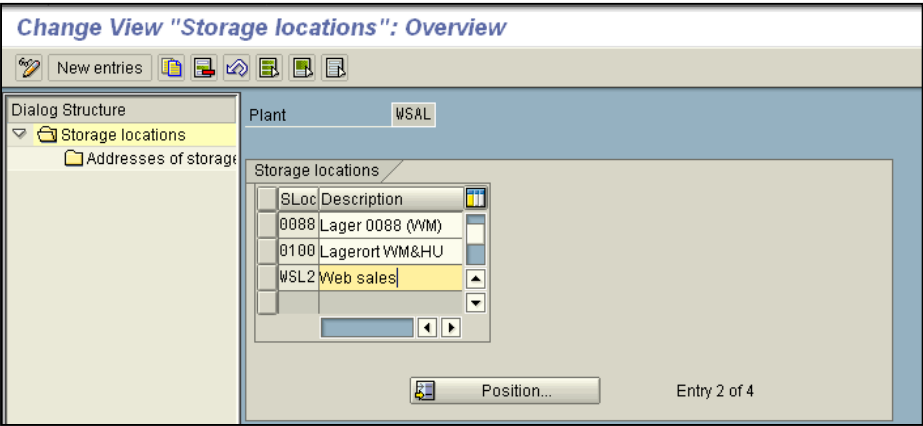 Change View "Storage locations": Overview
New entries
Dialog Structure
Storage locations
Addresses of storage
Plant WSAL
Storage locations
SLoc Description
0088 Lager 0088 (WM)
0100 Lagerort WM&HU
WSL2 Web sales
Position... Entry 2 of 4